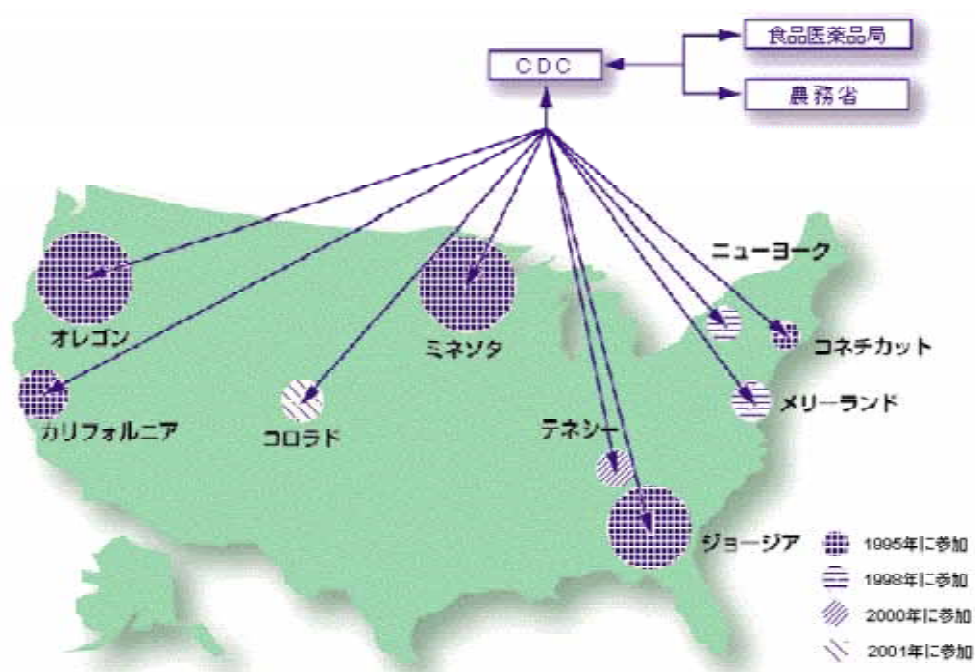 食品医薬品局
CDC
農務省
ニューヨーク
オレゴン
ミネソタ
コネチカット
カリフォルニア
コロラド
テネシー
メリーランド
ジョージア
1995年に参加
1998年に参加
2000年に参加
2001年に参加